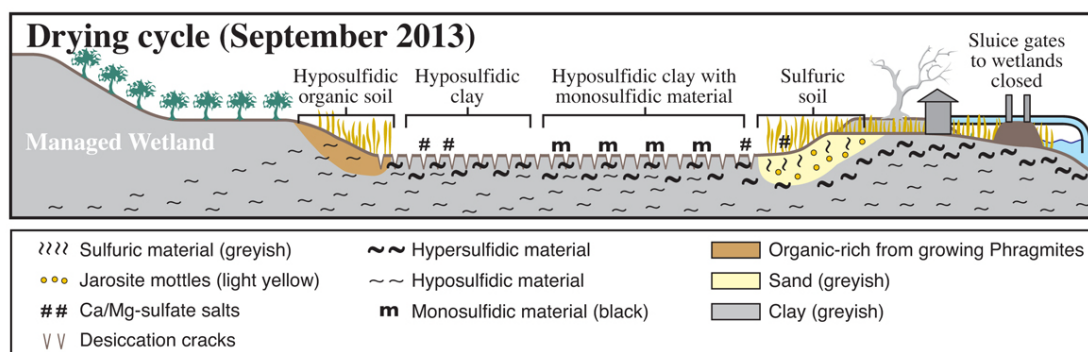 Drying cycle (September 2013)
Hyposulfidic
organic soil
Hyposulfidic
clay
Hyposulfidic clay with
monosulfidic material
Sulfuric
soil
Sluice gates
to wetlands
closed
Managed Wetland
# # #
m m m m # #
Sulfuric material (greyish)
Jarosite mottles (light yellow)
## Ca/Mg-sulfate salts
Desiccation cracks
Hypersulfidic material
Hyposulfidic material
m Monosulfidic material (black)
Organic-rich from growing Phragmites
Sand (greyish)
Clay (greyish)